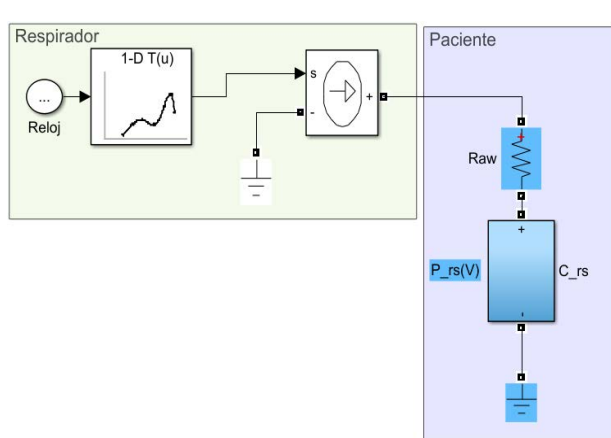 Respirador
1-D T(u)
...
Reloj
s
-
+
Paciente
+
Raw
+
P_rs(V)
C_rs
-